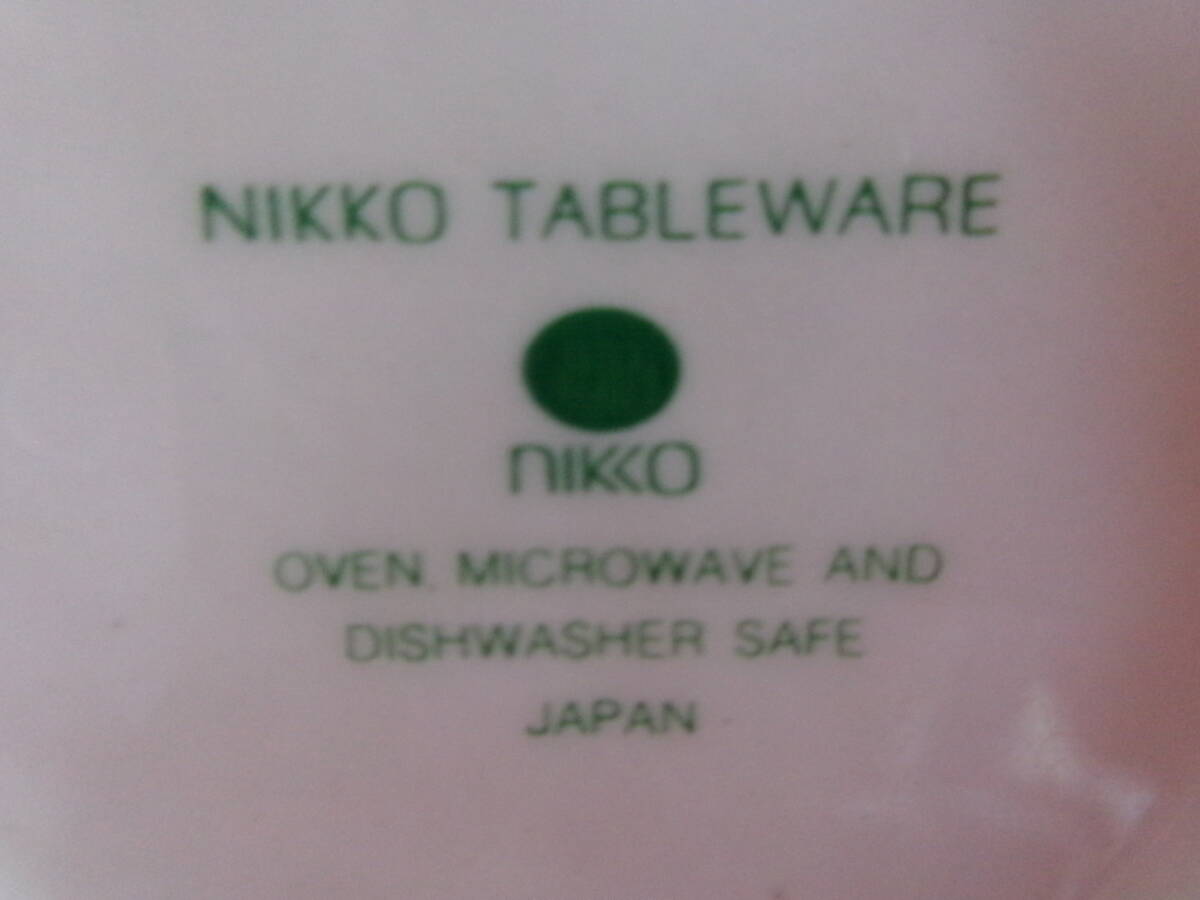 NIKKO TABLEWARE
NIKKO
OVEN, MICROWAVE AND
DISHWASHER SAFE
JAPAN